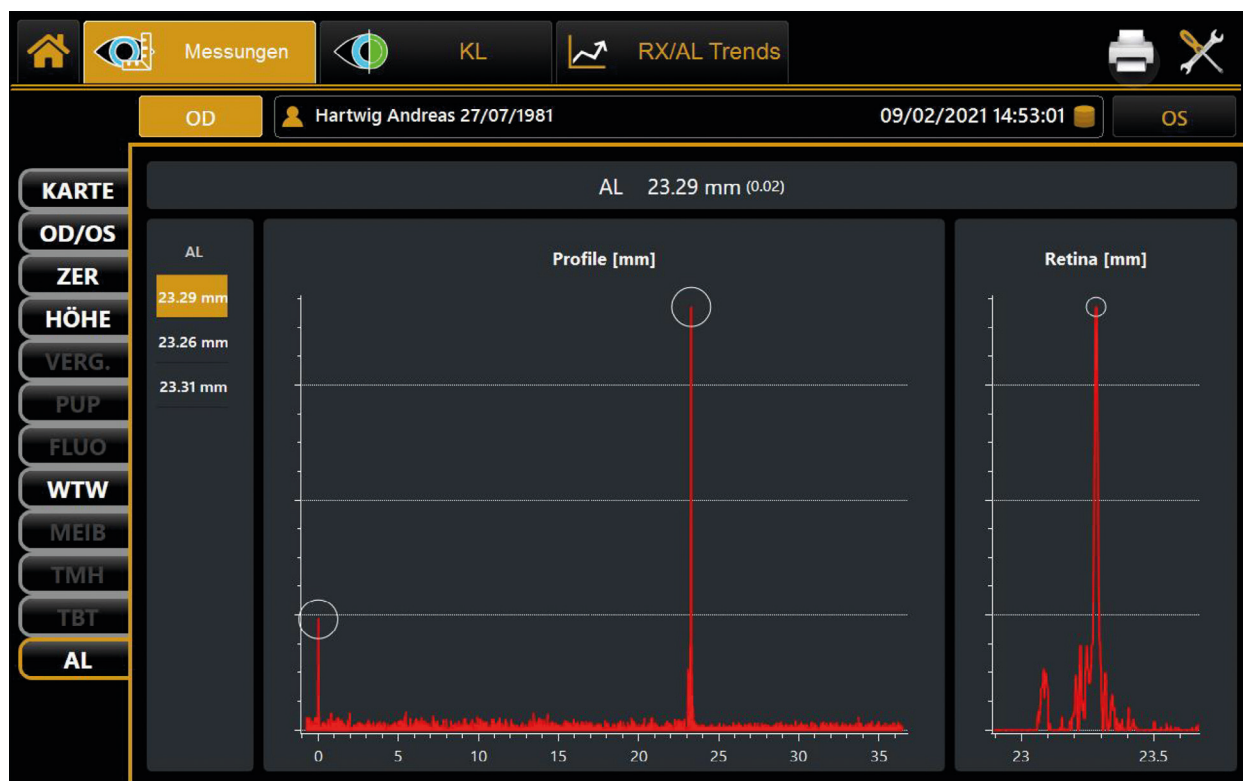 Messungen KL RX/AL Trends
OD Hartwig Andreas 27/07/1981 09/02/2021 14:53:01 OS
KARTE
OD/OS
ZER
HÖHE
VERG.
PUP
FLUO
WTW
MEIB
TMH
TBT
AL
AL 23.29 mm (0.02)
AL
23.29 mm
23.26 mm
23.31 mm
Profile [mm]
0 5 10 15 20 25 30 35
Retina [mm]
23 23.5